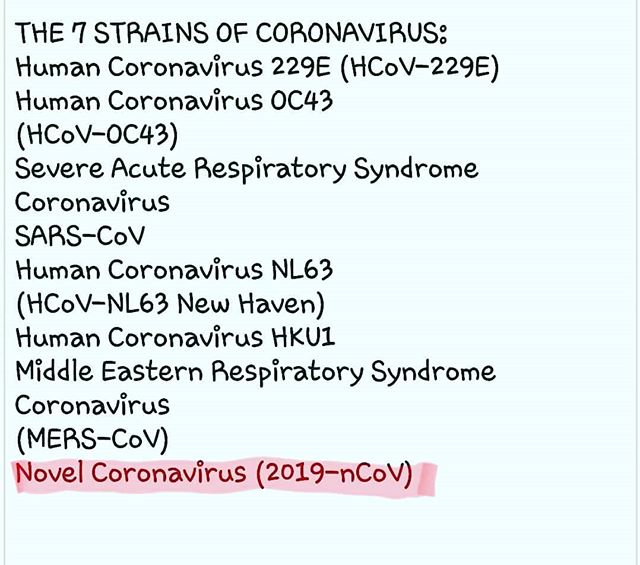 THE 7 STRAINS OF CORONAVIRUS:
Human Coronavirus 229E (HCoV-229E)
Human Coronavirus OC43
(HCoV-OC43)
Severe Acute Respiratory Syndrome
Coronavirus
SARS-CoV
Human Coronavirus NL63
(HCoV-NL63 New Haven)
Human Coronavirus HKU1
Middle Eastern Respiratory Syndrome
Coronavirus
(MERS-CoV)
Novel Coronavirus (2019-nCoV)